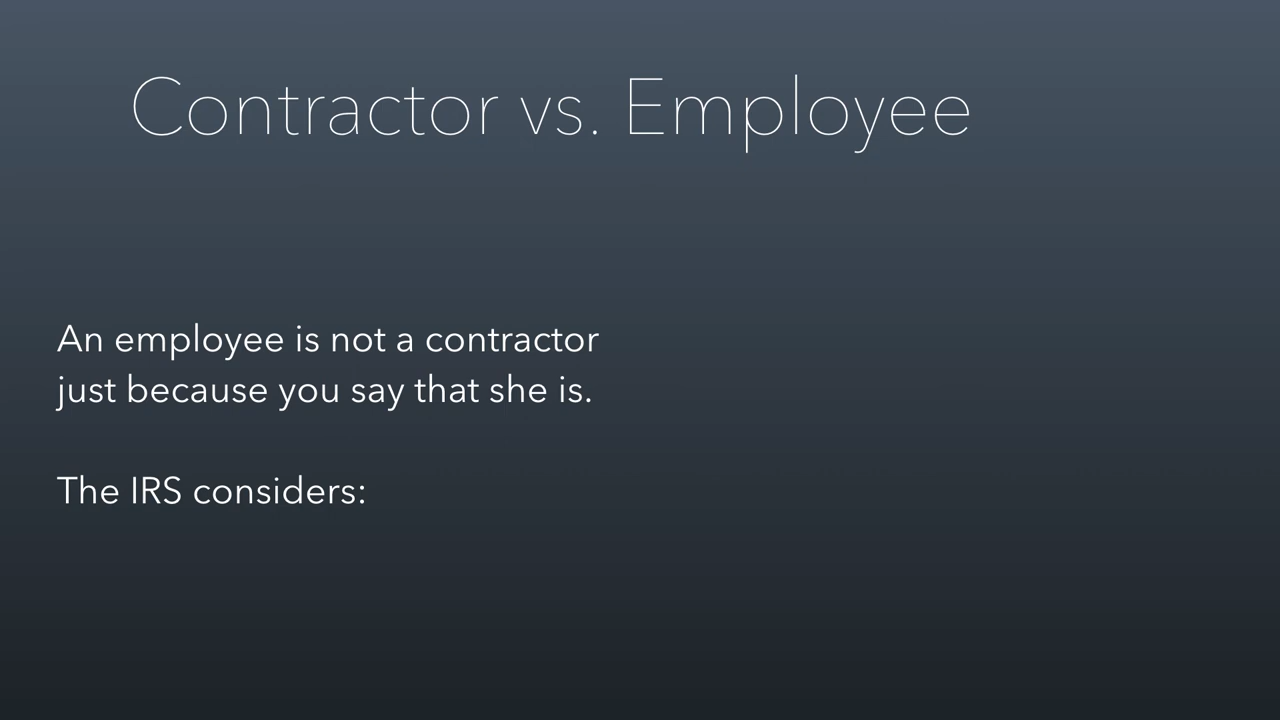 Contractor vs. Employee
An employee is not a contractor
just because you say that she is.
The IRS considers: